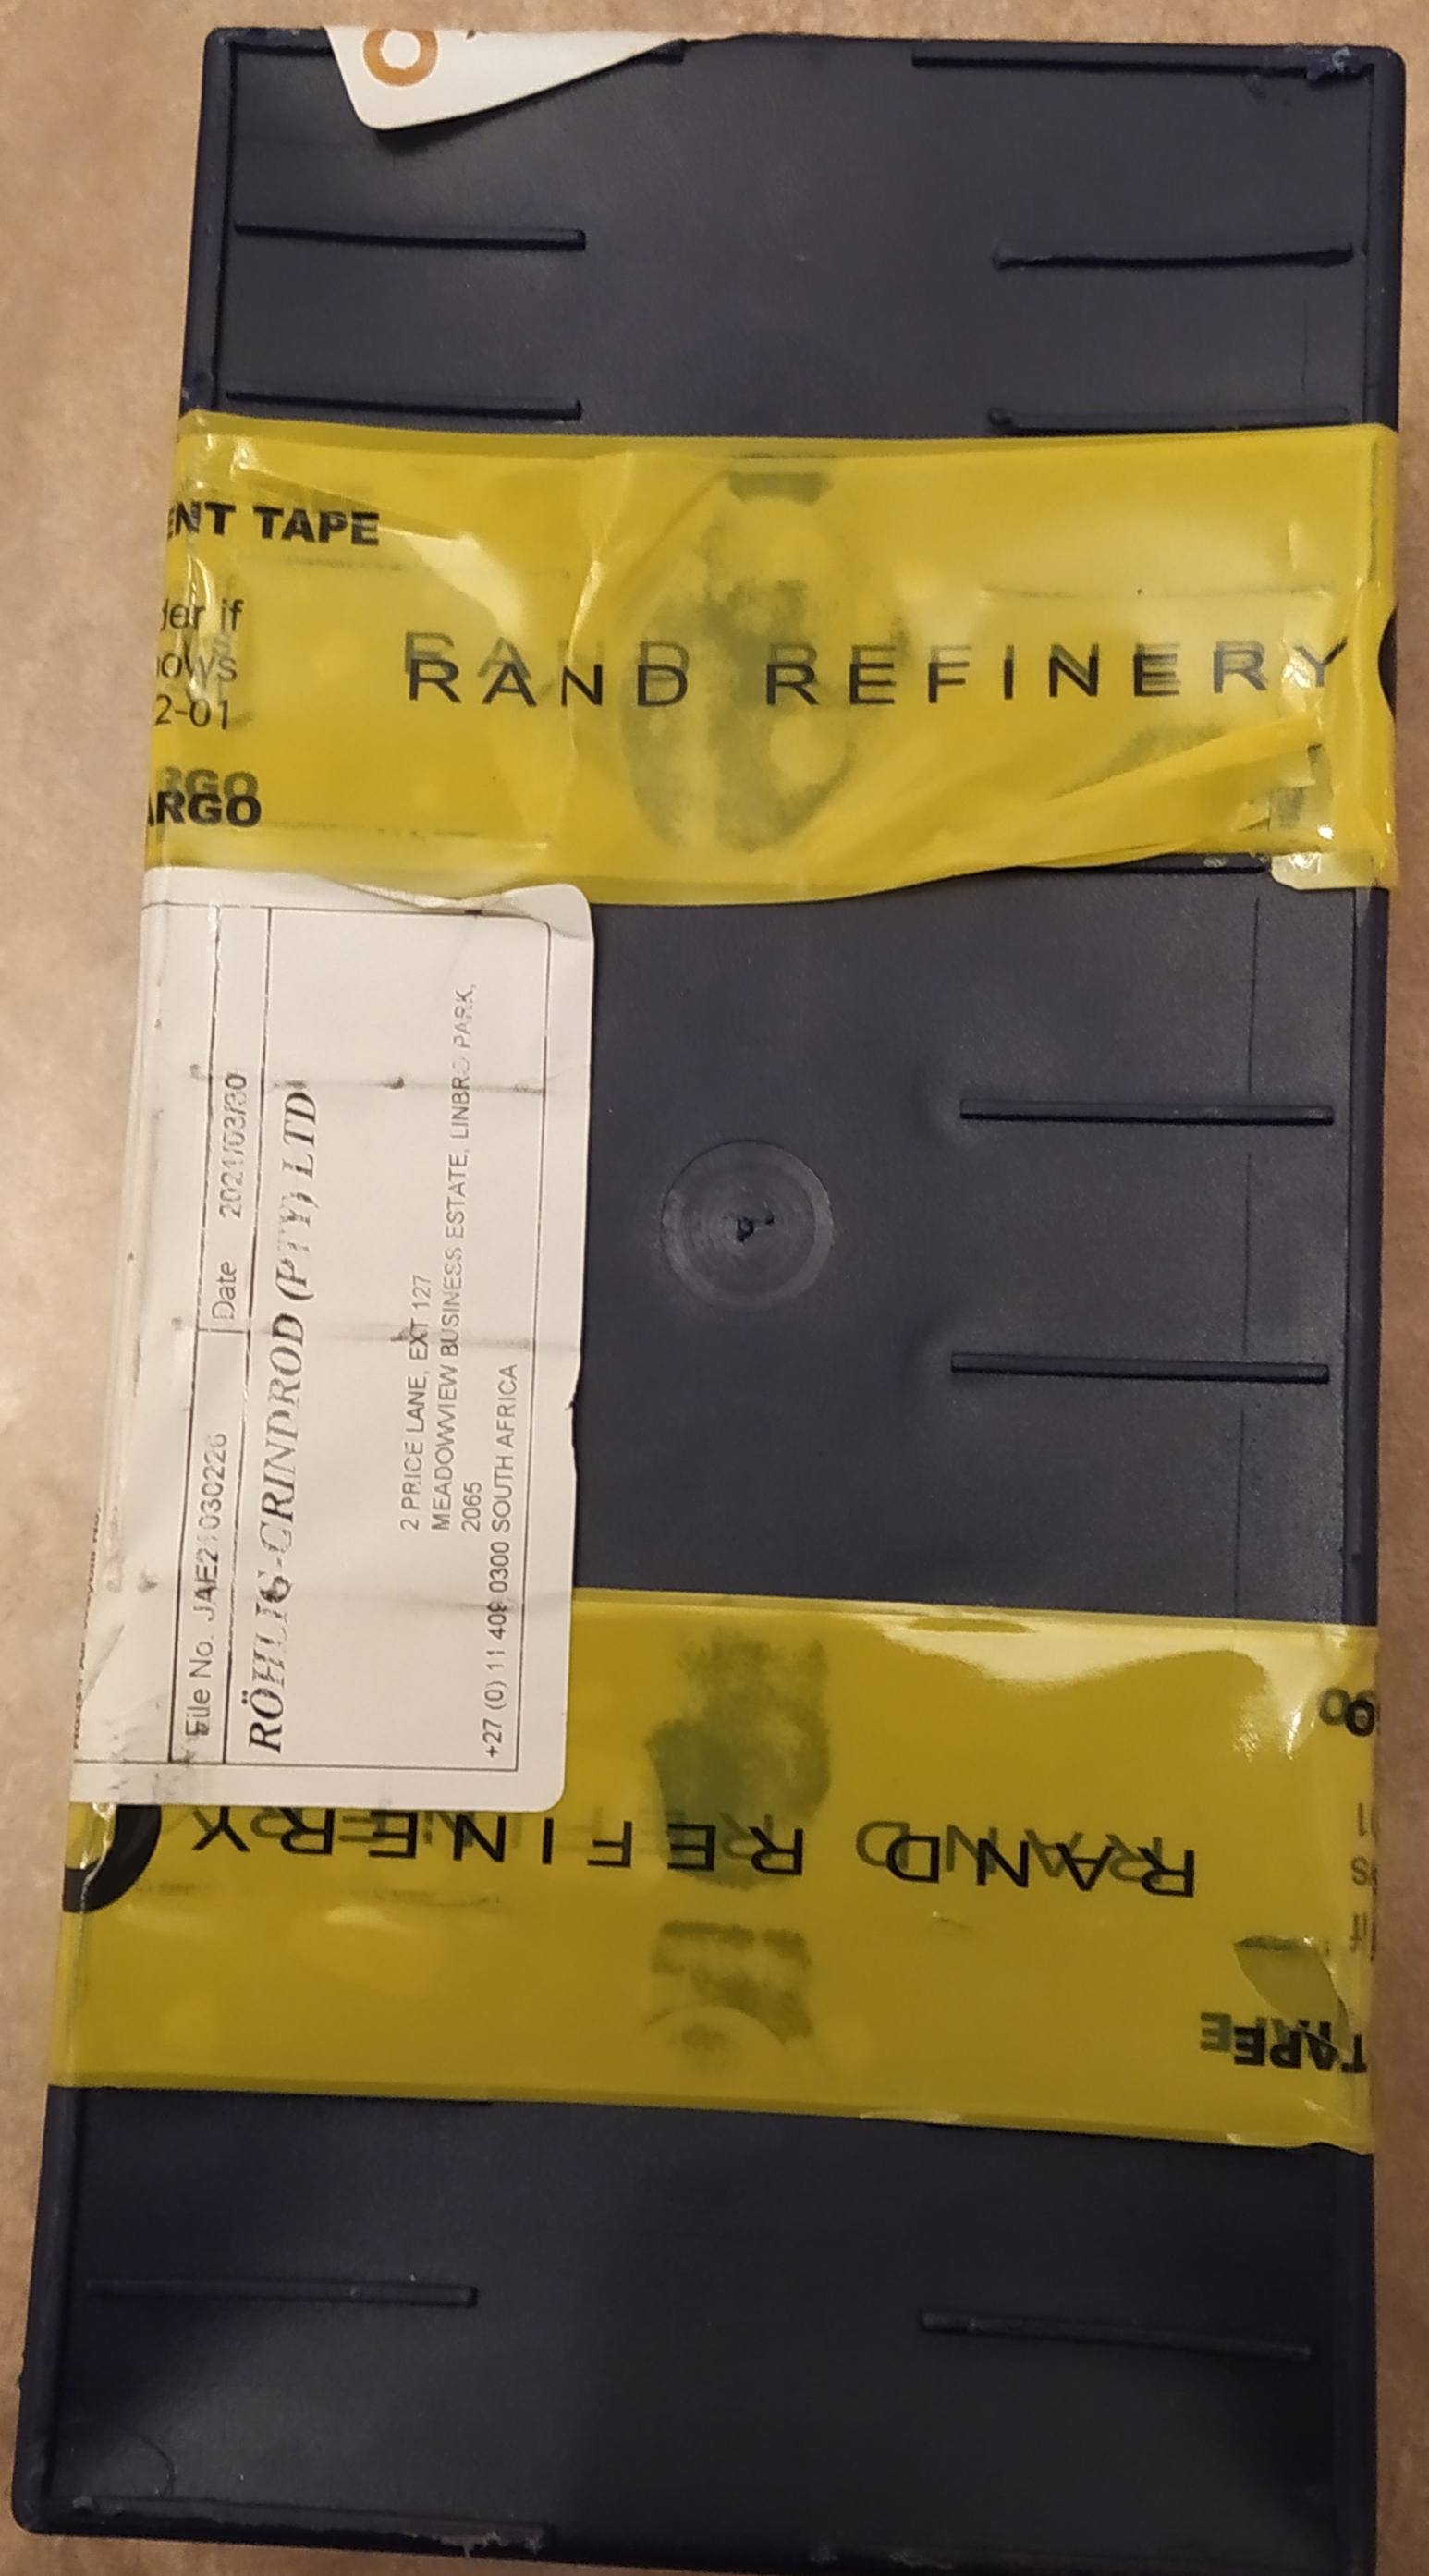 ENT TAPE
der if
ows
2-01
ARGO
RAND REFINERY
File No. JAE21030226 Date 2021/03/30
RÖHLIG-GRINDROD (PTY) LTD
2 PRICE LANE, EXT 127
MEADOWVIEW BUSINESS ESTATE, LINBRO PARK,
2065
+27 (0) 11 409 0300 SOUTH AFRICA
RAND REFINERY
TAPE